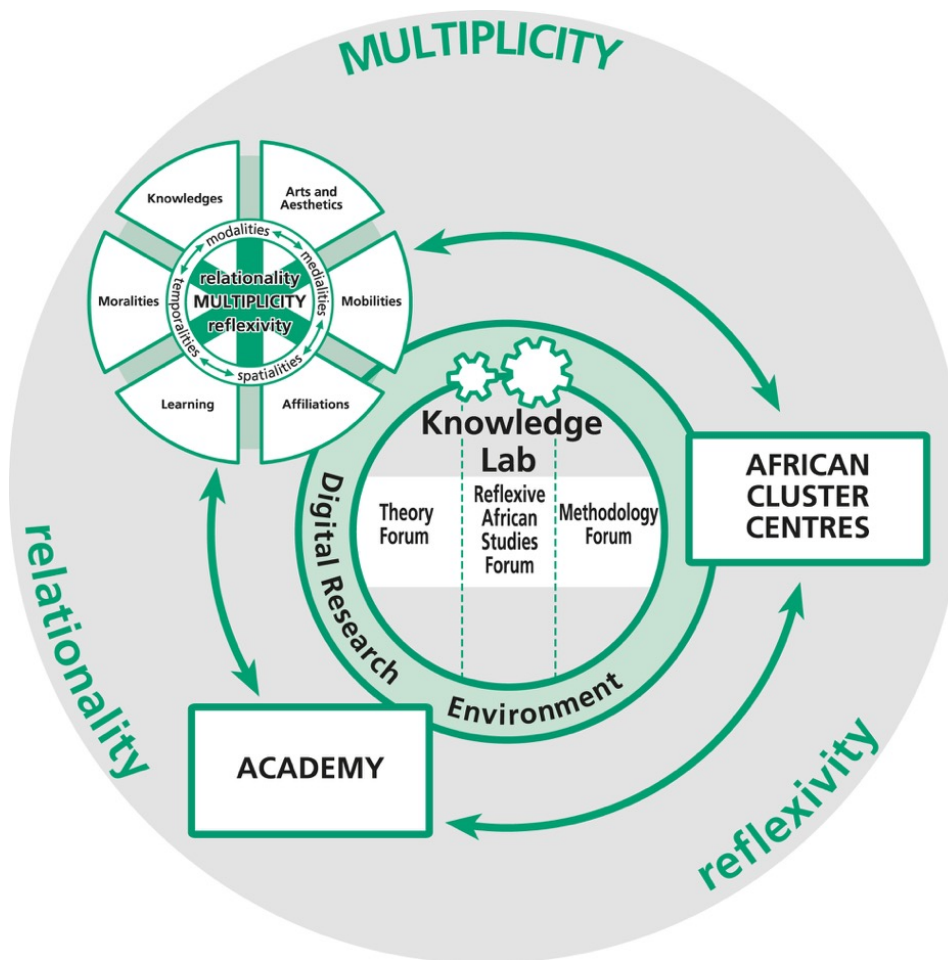 MULTIPLICITY
Knowledges
Arts and
Aesthetics
modalities
medialities
temporalities
spatialities
relationality
MULTIPLICITY
reflexivity
Moralities
Mobilities
Learning
Affiliations
Knowledge
Lab
Theory
Forum
Reflexive
African
Studies
Forum
Methodology
Forum
Digital Research
Environment
AFRICAN
CLUSTER
CENTRES
relationality
ACADEMY
reflexivity